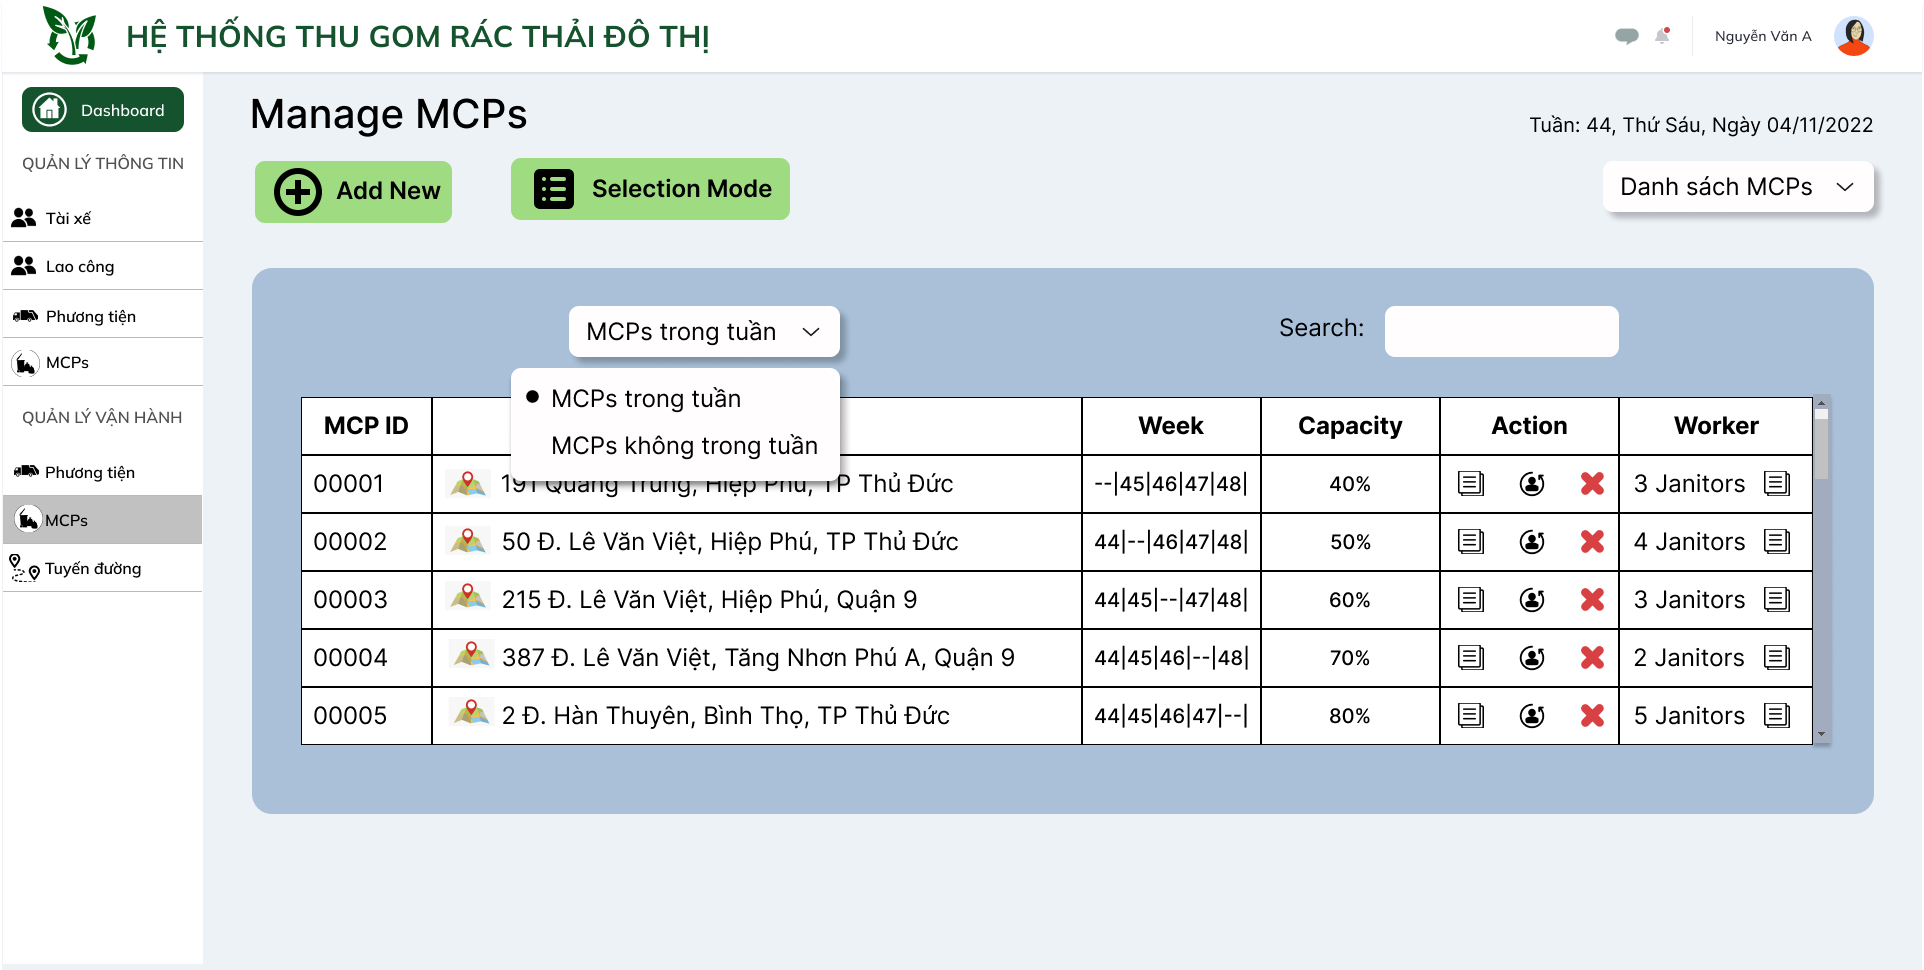 HỆ THỐNG THU GOM RÁC THẢI ĐÔ THỊ
Nguyễn Văn A
Dashboard
QUẢN LÝ THÔNG TIN
Tài xế
Lao công
Phương tiện
MCPs
QUẢN LÝ VẬN HÀNH
Phương tiện
MCPs
Tuyến đường
Manage MCPs
Tuần: 44, Thứ Sáu, Ngày 04/11/2022
Add New
Selection Mode
Danh sách MCPs
MCPs trong tuần
Search:
MCPs trong tuần
MCPs không trong tuần
MCP ID Week Capacity Action Worker
00001 191 Quang Trung, Hiệp Phú, TP Thủ Đức --|45|46|47|48| 40% 3 Janitors
00002 50 Đ. Lê Văn Việt, Hiệp Phú, TP Thủ Đức 44|--|46|47|48| 50% 4 Janitors
00003 215 Đ. Lê Văn Việt, Hiệp Phú, Quận 9 44|45|--|47|48| 60% 3 Janitors
00004 387 Đ. Lê Văn Việt, Tăng Nhơn Phú A, Quận 9 44|45|46|--|48| 70% 2 Janitors
00005 2 Đ. Hàn Thuyên, Bình Thọ, TP Thủ Đức 44|45|46|47|--| 80% 5 Janitors